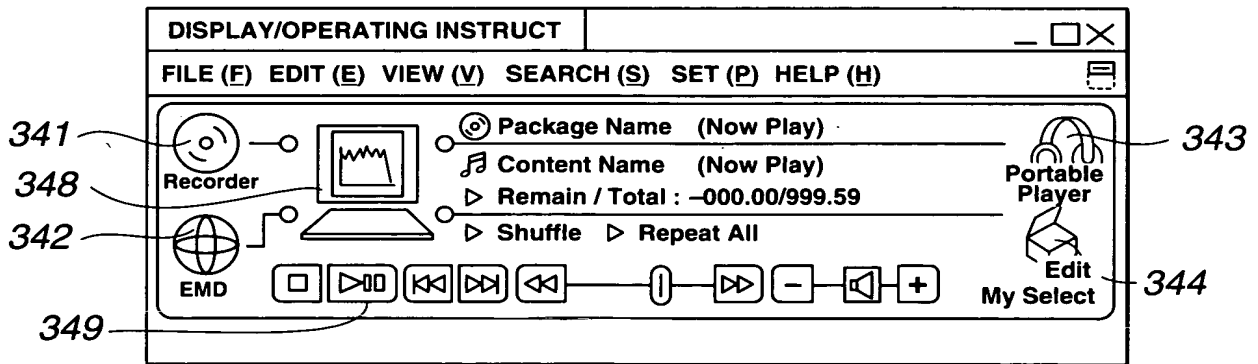 DISPLAY/OPERATING INSTRUCT
FILE (F) EDIT (E) VIEW (V) SEARCH (S) SET (P) HELP (H)
341
Recorder
348
342
EMD
349
Package Name (Now Play)
Content Name (Now Play)
Remain / Total : –000.00/999.59
Shuffle Repeat All
343
Portable
Player
Edit
My Select
344